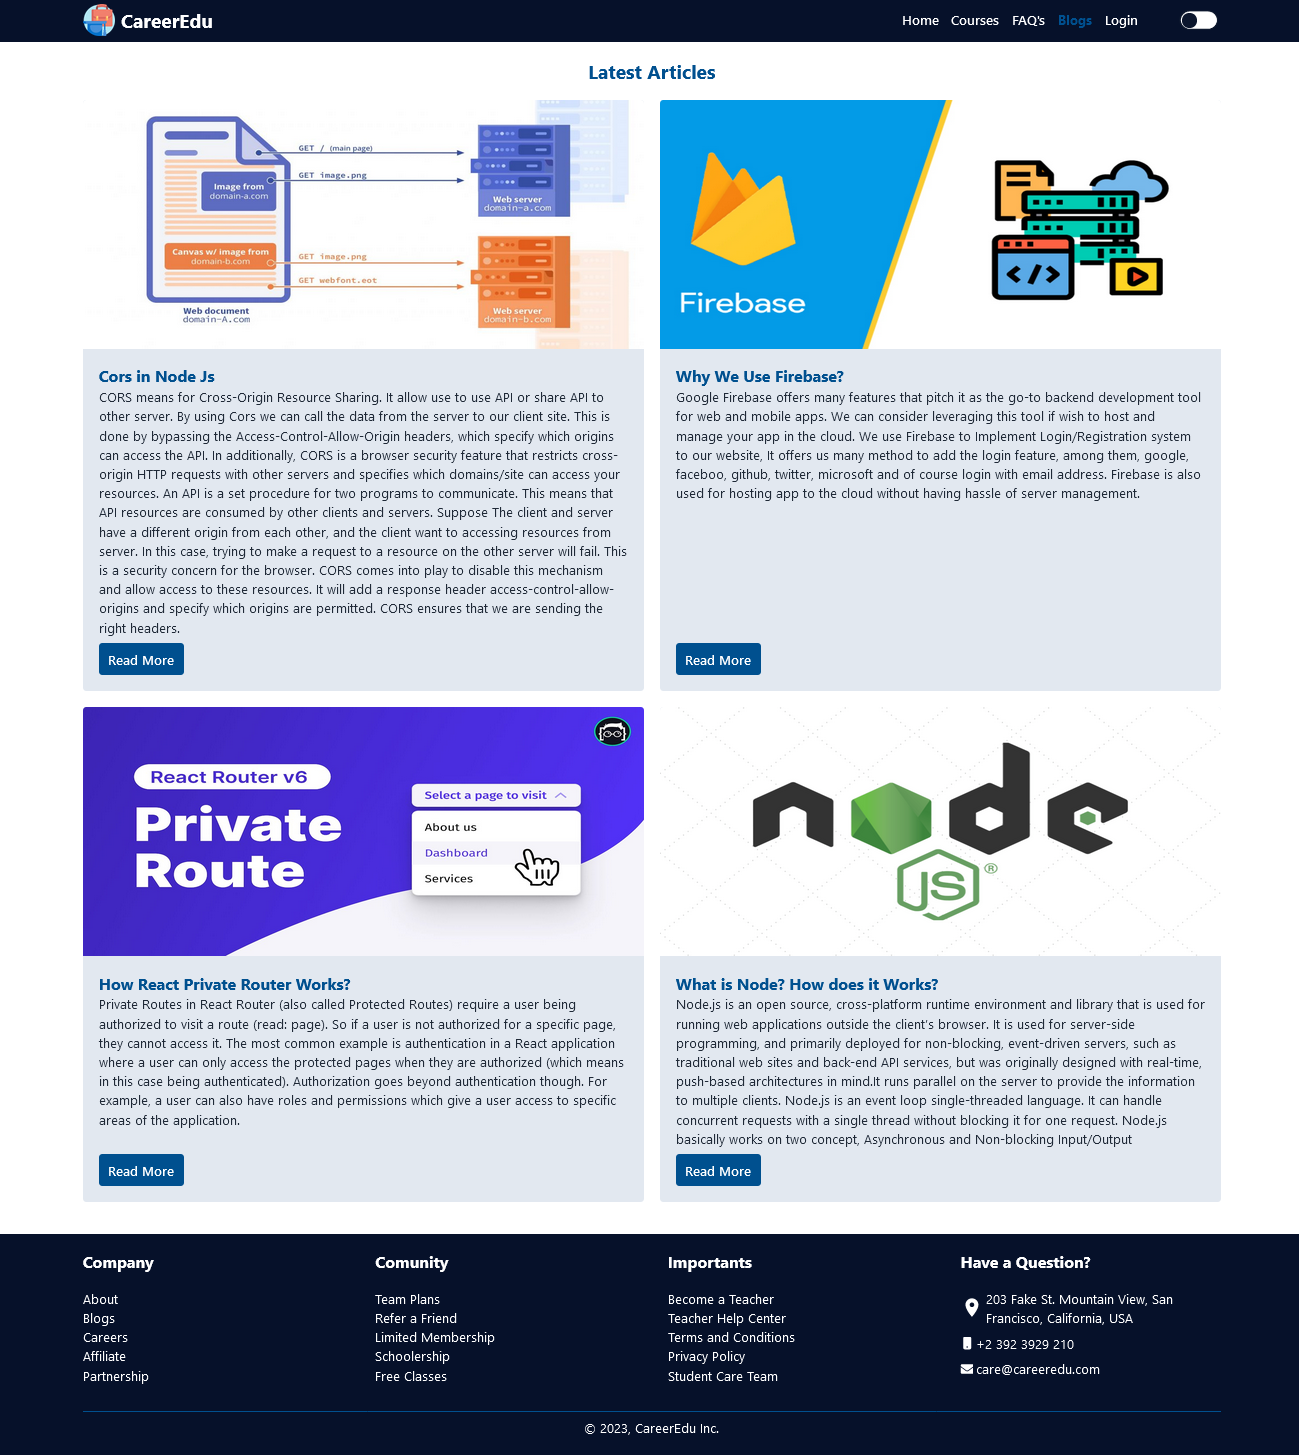 CareerEdu
Home Courses FAQ's Blogs Login
Latest Articles
GET / (main page)
GET image.png
Image from
domain-a.com
Web server
domain-a.com
Canvas w/ image from
domain-b.com
GET image.png
GET webfont.eot
Web document
domain-A.com
Web server
domain-b.com
Firebase
Cors in Node Js
CORS means for Cross-Origin Resource Sharing. It allow use to use API or share API to
other server. By using Cors we can call the data from the server to our client site. This is
done by bypassing the Access-Control-Allow-Origin headers, which specify which origins
can access the API. In additionally, CORS is a browser security feature that restricts cross-
origin HTTP requests with other servers and specifies which domains/site can access your
resources. An API is a set procedure for two programs to communicate. This means that
API resources are consumed by other clients and servers. Suppose The client and server
have a different origin from each other, and the client want to accessing resources from
server. In this case, trying to make a request to a resource on the other server will fail. This
is a security concern for the browser. CORS comes into play to disable this mechanism
and allow access to these resources. It will add a response header access-control-allow-
origins and specify which origins are permitted. CORS ensures that we are sending the
right headers.
Read More
Why We Use Firebase?
Google Firebase offers many features that pitch it as the go-to backend development tool
for web and mobile apps. We can consider leveraging this tool if wish to host and
manage your app in the cloud. We use Firebase to Implement Login/Registration system
to our website, It offers us many method to add the login feature, among them, google,
faceboo, github, twitter, microsoft and of course login with email address. Firebase is also
used for hosting app to the cloud without having hassle of server management.
Read More
React Router v6
Private
Route
Select a page to visit
About us
Dashboard
Services
node
JS
®
How React Private Router Works?
Private Routes in React Router (also called Protected Routes) require a user being
authorized to visit a route (read: page). So if a user is not authorized for a specific page,
they cannot access it. The most common example is authentication in a React application
where a user can only access the protected pages when they are authorized (which means
in this case being authenticated). Authorization goes beyond authentication though. For
example, a user can also have roles and permissions which give a user access to specific
areas of the application.
Read More
What is Node? How does it Works?
Node.js is an open source, cross-platform runtime environment and library that is used for
running web applications outside the client's browser. It is used for server-side
programming, and primarily deployed for non-blocking, event-driven servers, such as
traditional web sites and back-end API services, but was originally designed with real-time,
push-based architectures in mind.It runs parallel on the server to provide the information
to multiple clients. Node.js is an event loop single-threaded language. It can handle
concurrent requests with a single thread without blocking it for one request. Node.js
basically works on two concept, Asynchronous and Non-blocking Input/Output
Read More
Company
About
Blogs
Careers
Affiliate
Partnership
Comunity
Team Plans
Refer a Friend
Limited Membership
Schoolership
Free Classes
Importants
Become a Teacher
Teacher Help Center
Terms and Conditions
Privacy Policy
Student Care Team
Have a Question?
203 Fake St. Mountain View, San
Francisco, California, USA
+2 392 3929 210
care@careeredu.com
© 2023, CareerEdu Inc.